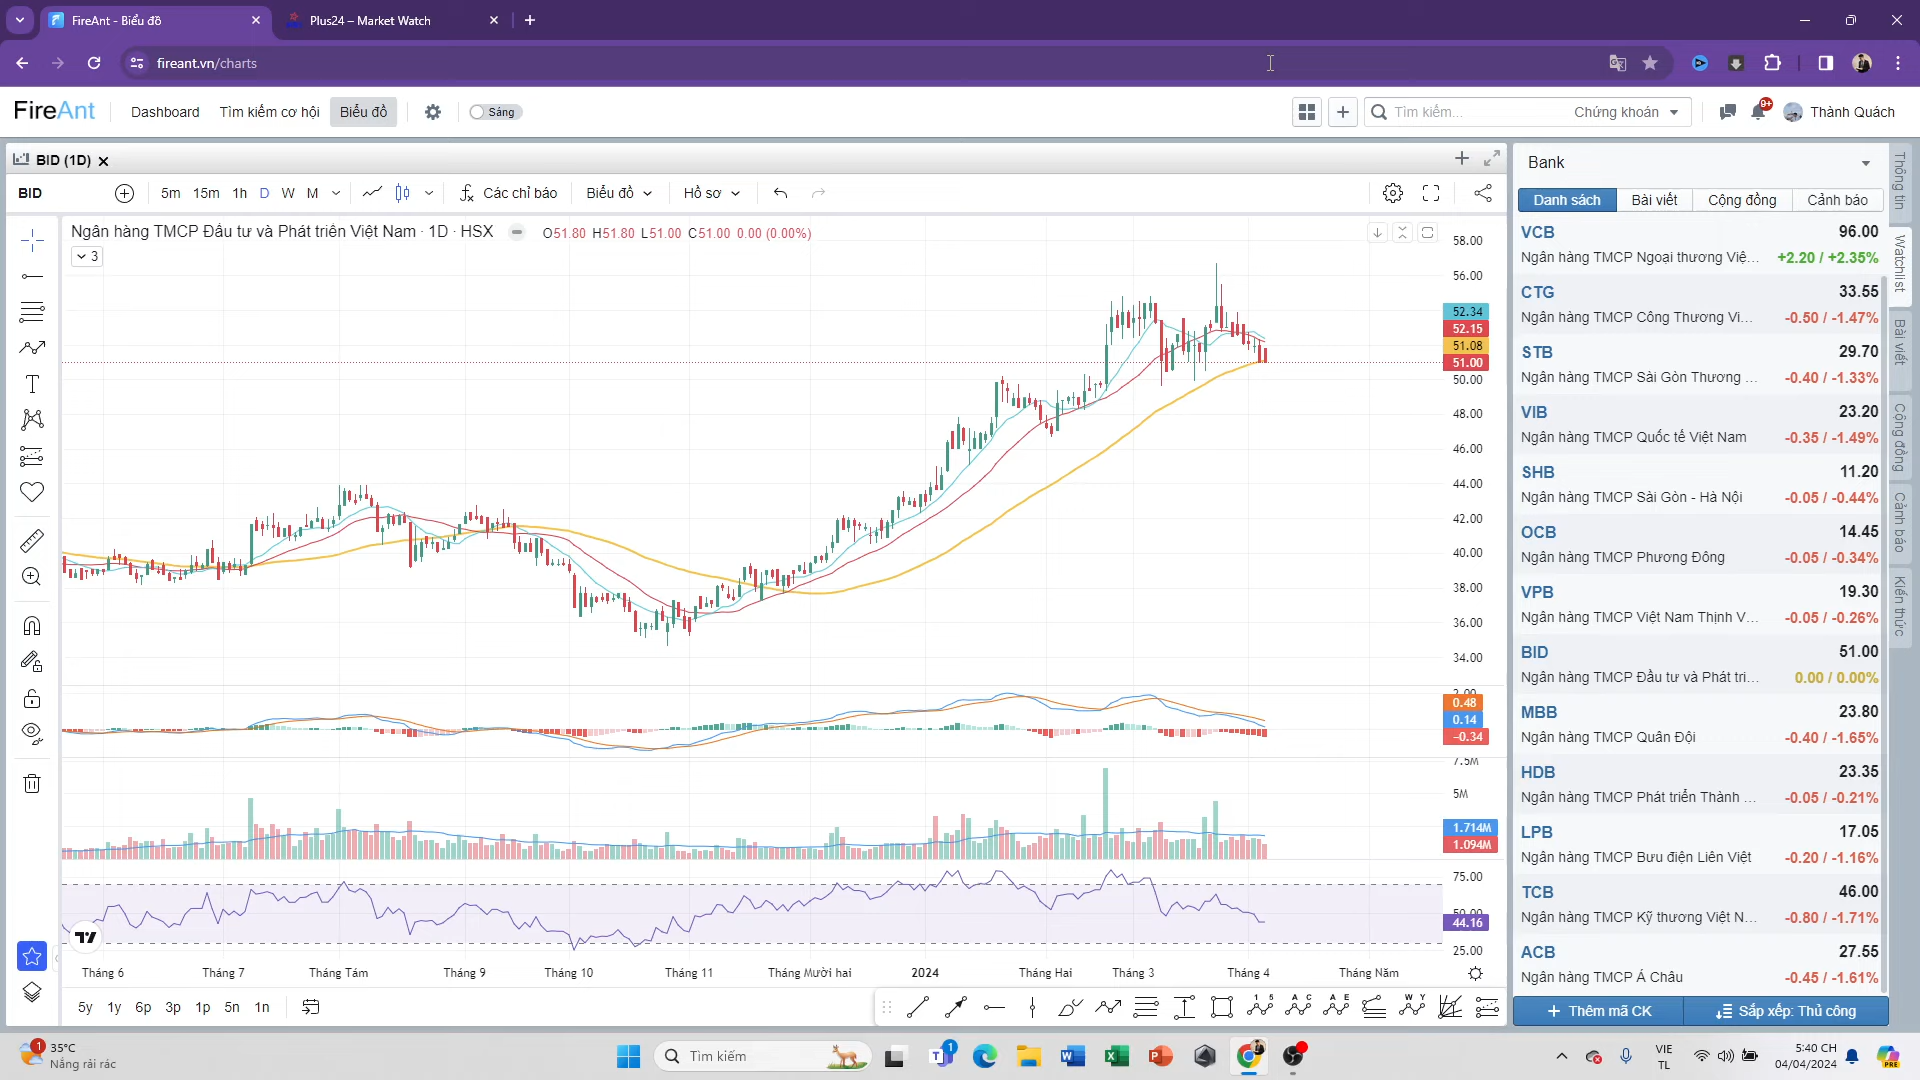 FireAnt - Biểu đồ
Plus24 – Market Watch
fireant.vn/charts
FireAnt
Dashboard
Tìm kiếm cơ hội
Biểu đồ
Sáng
Tìm kiếm...
Chứng khoán
9+
Thành Quách
BID (1D)
BID
5m
15m
1h
D
W
M
Các chỉ báo
Biểu đồ
Hồ sơ
Ngân hàng TMCP Đầu tư và Phát triển Việt Nam · 1D · HSX
O51.80 H51.80 L51.00 C51.00 0.00 (0.00%)
3
58.00
56.00
52.34
52.15
51.08
51.00
50.00
48.00
46.00
44.00
42.00
40.00
38.00
36.00
34.00
2.00
0.48
0.14
−0.34
7.5M
5M
1.714M
1.094M
75.00
50.00
44.16
25.00
Tháng 6
Tháng 7
Tháng Tám
Tháng 9
Tháng 10
Tháng 11
Tháng Mười hai
2024
Tháng Hai
Tháng 3
Tháng 4
Tháng Năm
5y
1y
6p
3p
1p
5n
1n
Bank
Danh sách
Bài viết
Cộng đồng
Cảnh báo
VCB 96.00
Ngân hàng TMCP Ngoại thương Việ... +2.20 / +2.35%
CTG 33.55
Ngân hàng TMCP Công Thương Vi... -0.50 / -1.47%
STB 29.70
Ngân hàng TMCP Sài Gòn Thương ... -0.40 / -1.33%
VIB 23.20
Ngân hàng TMCP Quốc tế Việt Nam -0.35 / -1.49%
SHB 11.20
Ngân hàng TMCP Sài Gòn - Hà Nội -0.05 / -0.44%
OCB 14.45
Ngân hàng TMCP Phương Đông -0.05 / -0.34%
VPB 19.30
Ngân hàng TMCP Việt Nam Thịnh V... -0.05 / -0.26%
BID 51.00
Ngân hàng TMCP Đầu tư và Phát tri... 0.00 / 0.00%
MBB 23.80
Ngân hàng TMCP Quân Đội -0.40 / -1.65%
HDB 23.35
Ngân hàng TMCP Phát triển Thành ... -0.05 / -0.21%
LPB 17.05
Ngân hàng TMCP Bưu điện Liên Việt -0.20 / -1.16%
TCB 46.00
Ngân hàng TMCP Kỹ thương Việt N... -0.80 / -1.71%
ACB 27.55
Ngân hàng TMCP Á Châu -0.45 / -1.61%
Thêm mã CK
Sắp xếp: Thủ công
Thông tin
Watchlist
Bài viết
Cộng đồng
Cảnh báo
Kiến thức
1
35°C
Nắng rải rác
Tìm kiếm
1
VIE
TL
5:40 CH
04/04/2024